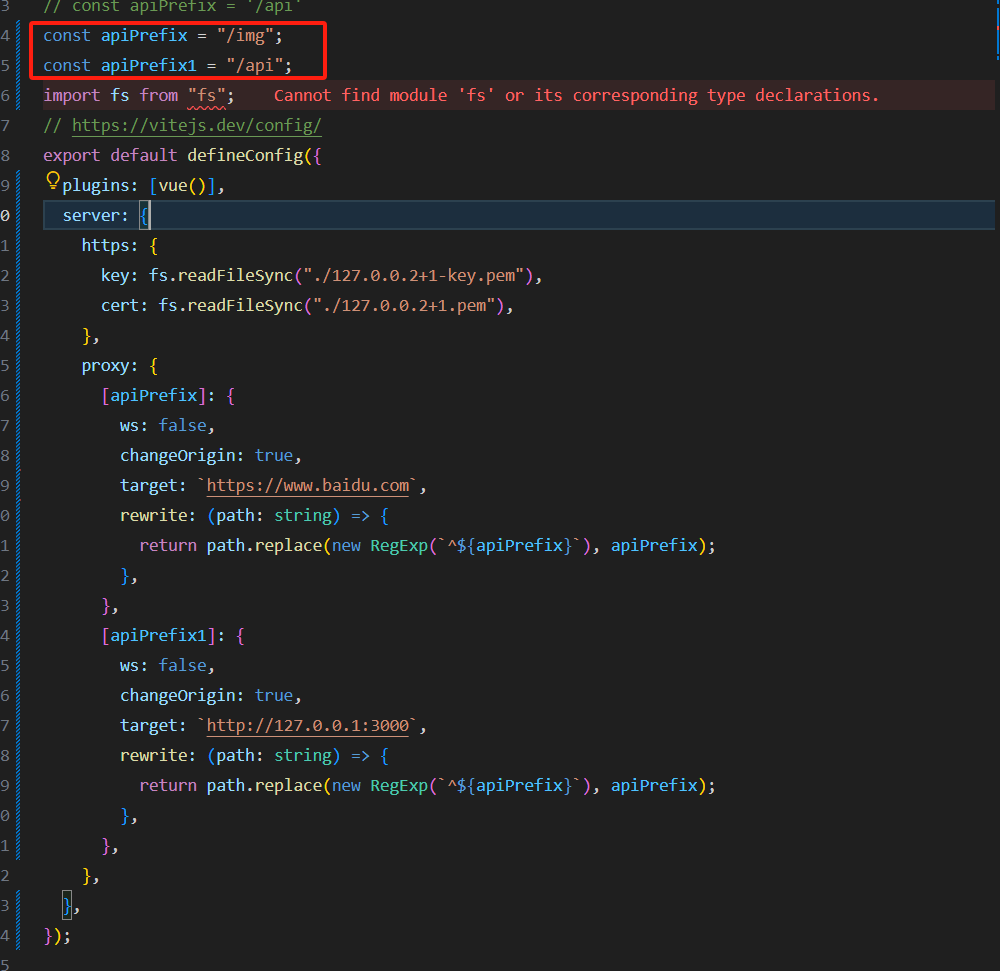 3 // const apiPrefix = '/api'
4 const apiPrefix = "/img";
5 const apiPrefix1 = "/api";
6 import fs from "fs"; Cannot find module 'fs' or its corresponding type declarations.
7 // https://vitejs.dev/config/
8 export default defineConfig({
9 plugins: [vue()],
0 server: {
1 https: {
2 key: fs.readFileSync("./127.0.0.2+1-key.pem"),
3 cert: fs.readFileSync("./127.0.0.2+1.pem"),
4 },
5 proxy: {
6 [apiPrefix]: {
7 ws: false,
8 changeOrigin: true,
9 target: `https://www.baidu.com`,
0 rewrite: (path: string) => {
1 return path.replace(new RegExp(`^${apiPrefix}`), apiPrefix);
2 },
3 },
4 [apiPrefix1]: {
5 ws: false,
6 changeOrigin: true,
7 target: `http://127.0.0.1:3000`,
8 rewrite: (path: string) => {
9 return path.replace(new RegExp(`^${apiPrefix}`), apiPrefix);
0 },
1 },
2 },
3 },
4 });
5